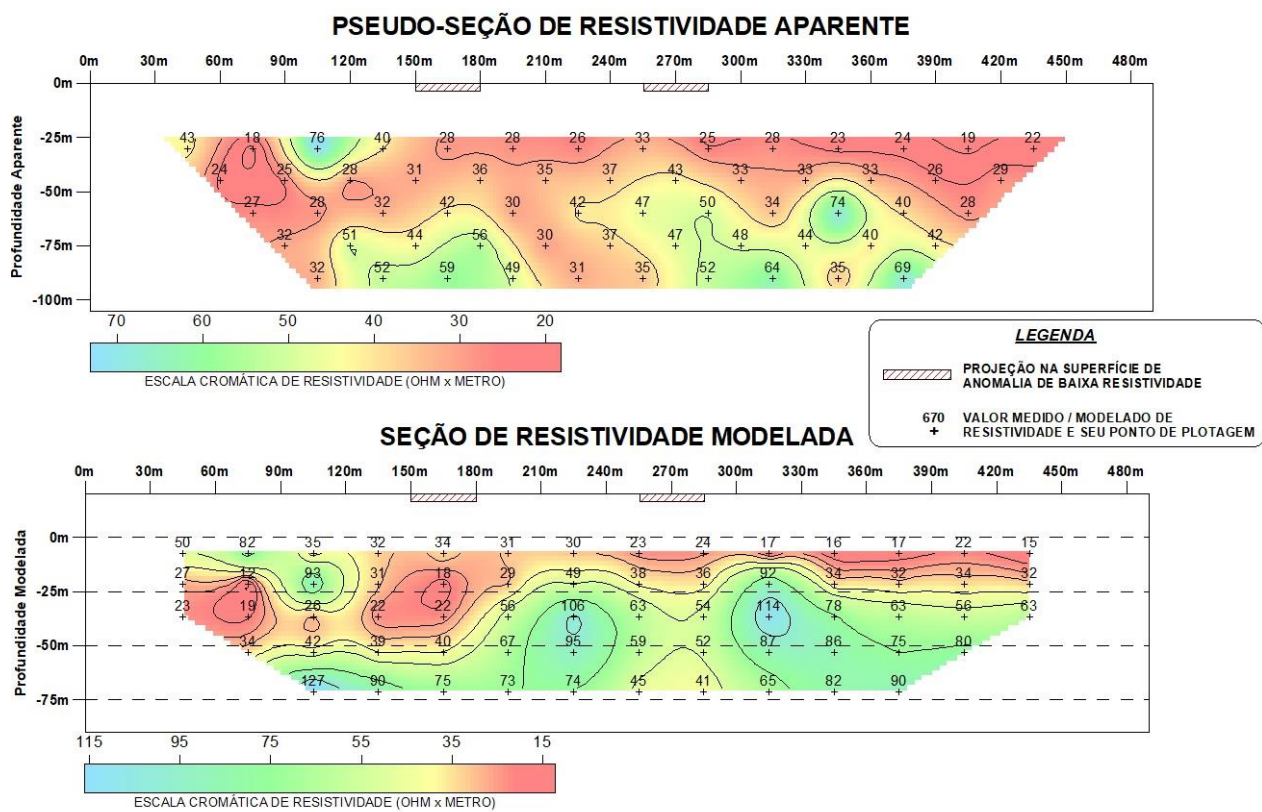 PSEUDO-SEÇÃO DE RESISTIVIDADE APARENTE
0m 30m 60m 90m 120m 150m 180m 210m 240m 270m 300m 330m 360m 390m 420m 450m 480m
0m
-25m
-50m
-75m
-100m
Profundidade Aparente
43 18 76 40 28 28 26 33 25 28 23 24 19 22
24 25 28 31 36 35 37 43 33 33 33 26 29
27 28 32 42 30 42 47 50 34 74 40 28
32 51 44 56 30 37 47 48 44 40 42
32 52 59 49 31 35 52 64 35 69
70 60 50 40 30 20
ESCALA CROMÁTICA DE RESISTIVIDADE (OHM x METRO)
LEGENDA
PROJEÇÃO NA SUPERFÍCIE DE
ANOMALIA DE BAIXA RESISTIVIDADE
670 VALOR MEDIDO / MODELADO DE
+ RESISTIVIDADE E SEU PONTO DE PLOTAGEM
SEÇÃO DE RESISTIVIDADE MODELADA
0m 30m 60m 90m 120m 150m 180m 210m 240m 270m 300m 330m 360m 390m 420m 450m 480m
0m
-25m
-50m
-75m
Profundidade Modelada
50 82 35 32 34 31 30 23 24 17 16 17 22 15
27 12 93 31 18 29 49 38 36 92 34 32 34 32
23 19 28 22 22 56 106 63 54 114 78 63 56 63
34 42 39 40 67 95 59 52 87 86 75 80
127 90 75 73 74 45 41 65 82 90
115 95 75 55 35 15
ESCALA CROMÁTICA DE RESISTIVIDADE (OHM x METRO)